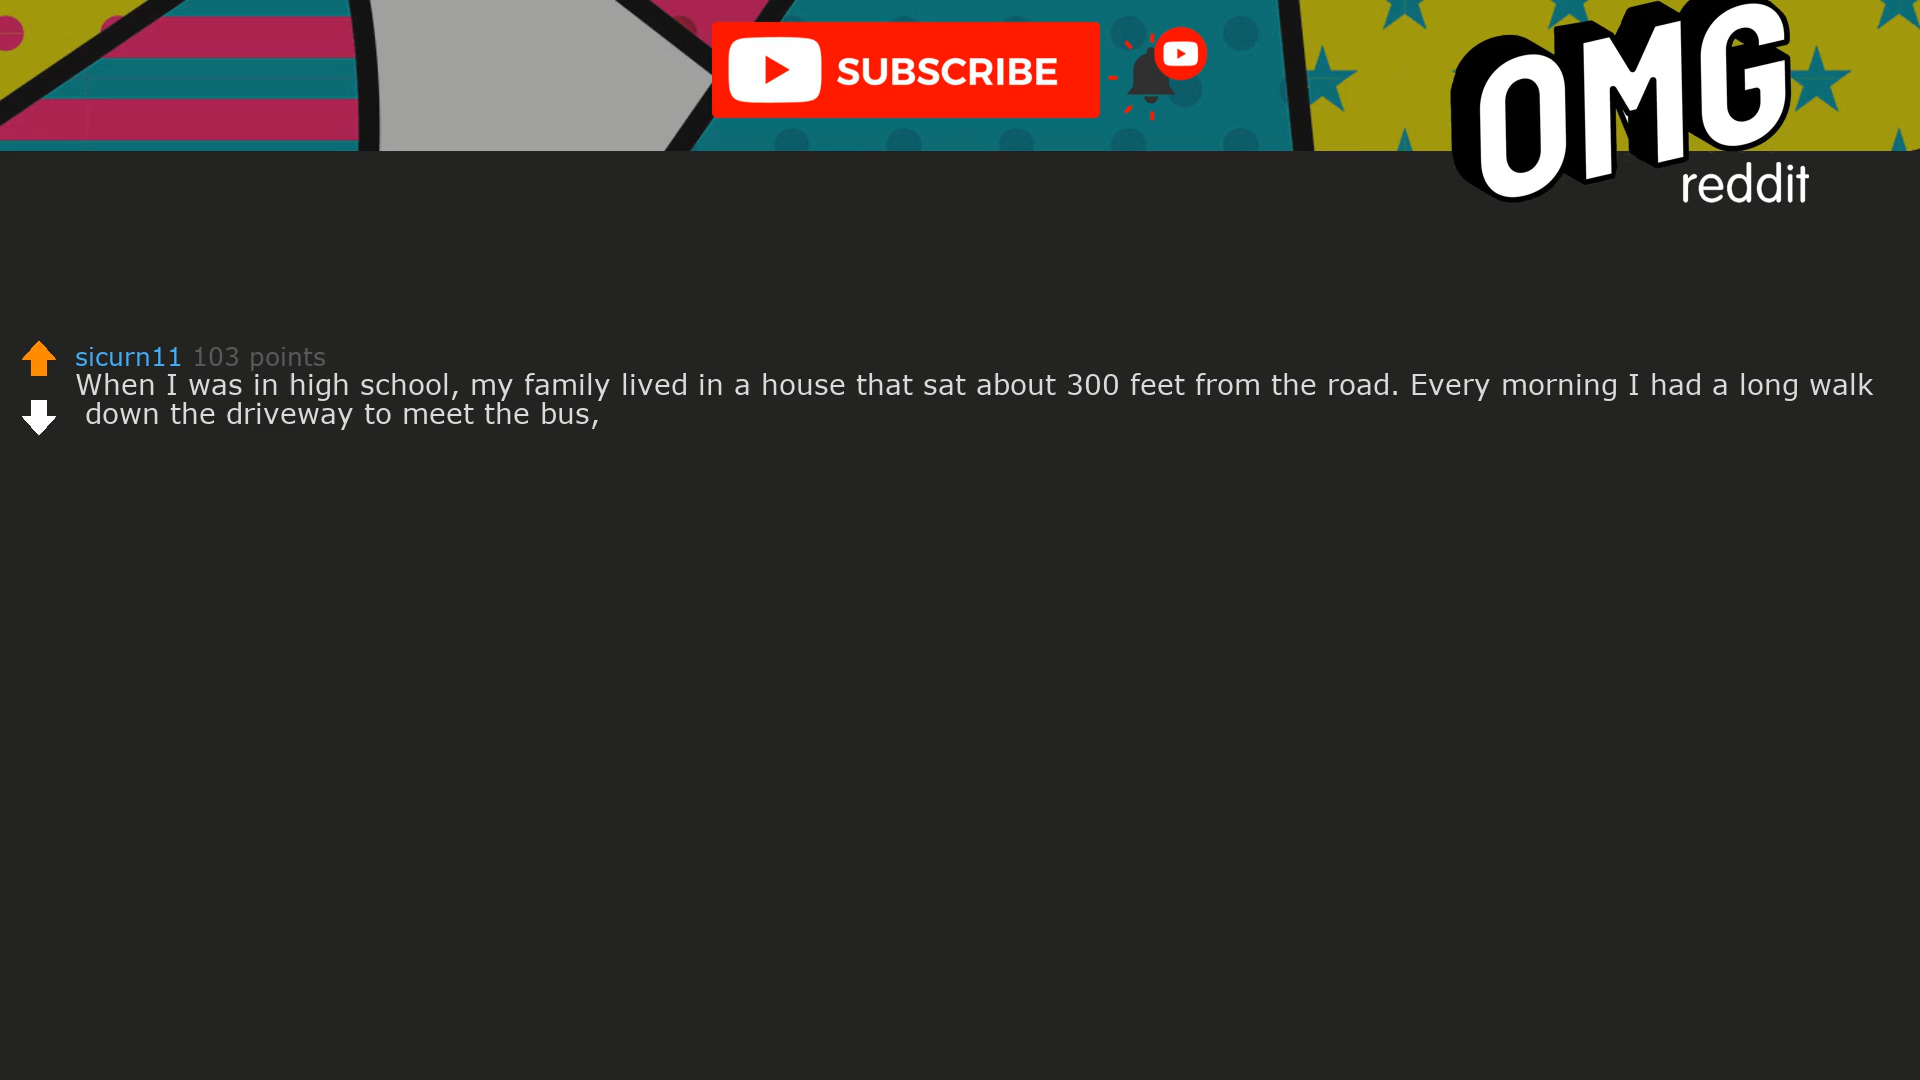 SUBSCRIBE
OMG
reddit
sicurn11 103 points
When I was in high school, my family lived in a house that sat about 300 feet from the road. Every morning I had a long walk
down the driveway to meet the bus,